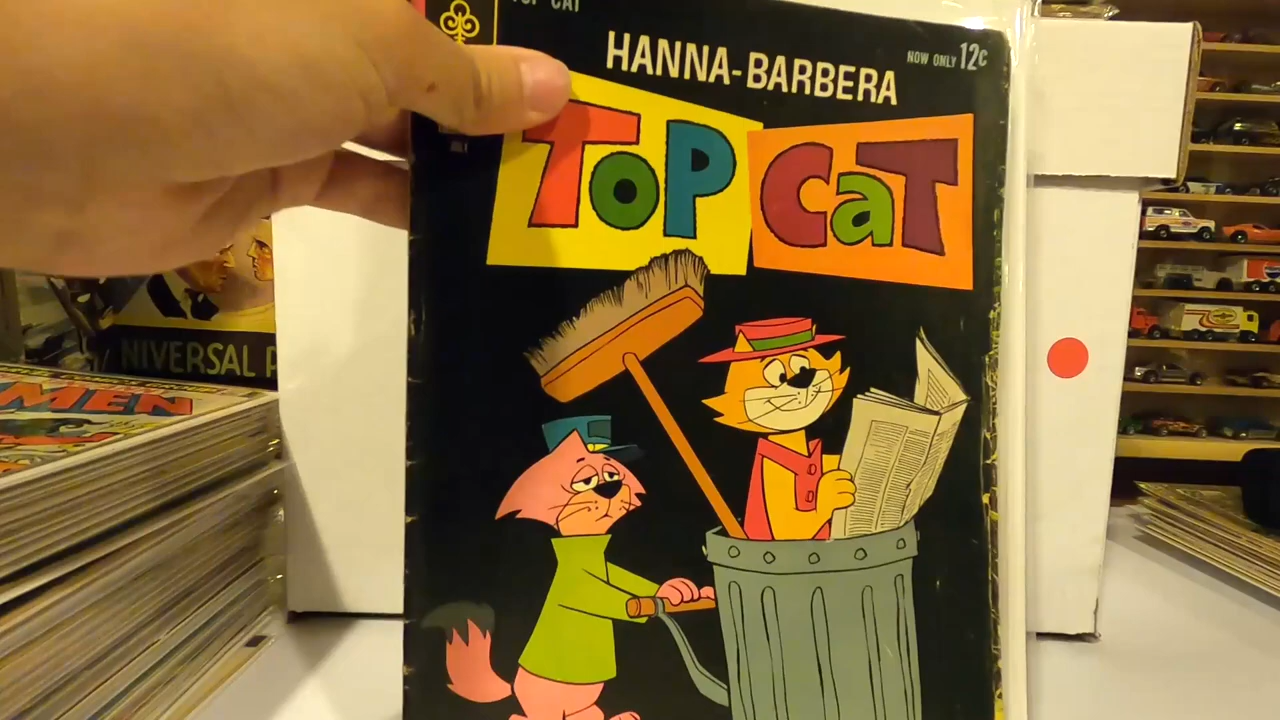 TOP CAT
HANNA-BARBERA
NOW ONLY 12¢
TOP CaT
NIVERSAL P
MEN